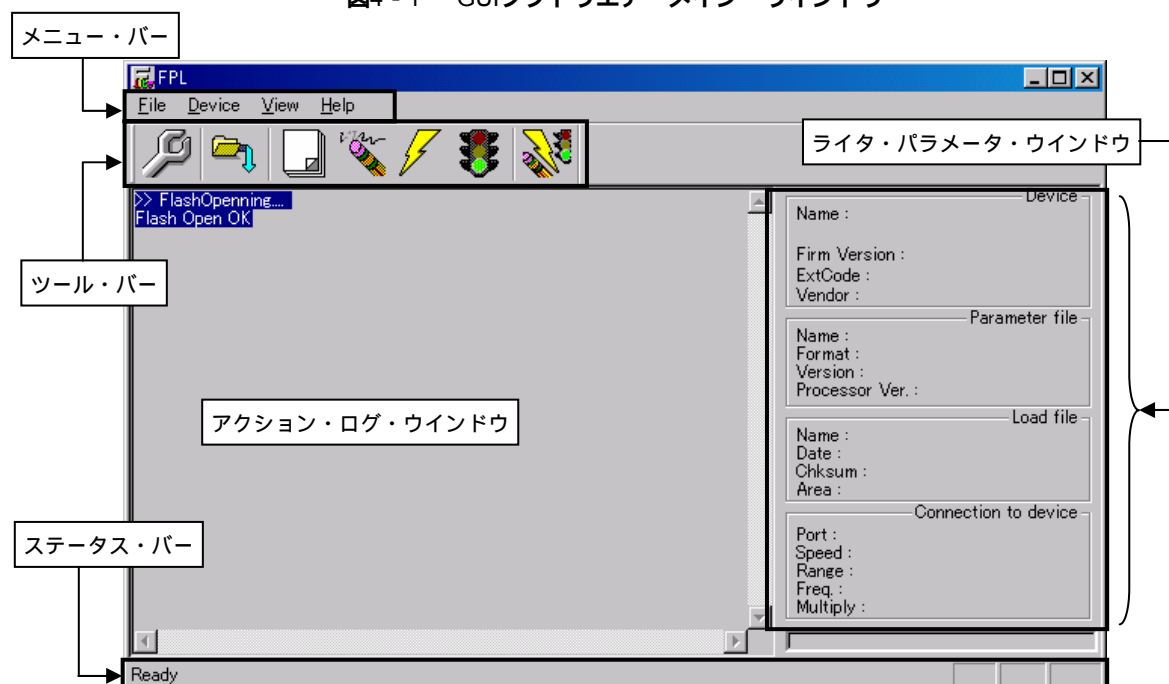 図4-1 GUIソフトウエア メイン・ウインドウ
メニュー・バー
FPL
File Device View Help
ライタ・パラメータ・ウインドウ
>> FlashOpenning....
Flash Open OK
ツール・バー
アクション・ログ・ウインドウ
ステータス・バー
Device
Name :
Firm Version :
ExtCode :
Vendor :
Parameter file
Name :
Format :
Version :
Processor Ver. :
Load file
Name :
Date :
Chksum :
Area :
Connection to device
Port :
Speed :
Range :
Freq. :
Multiply :
Ready